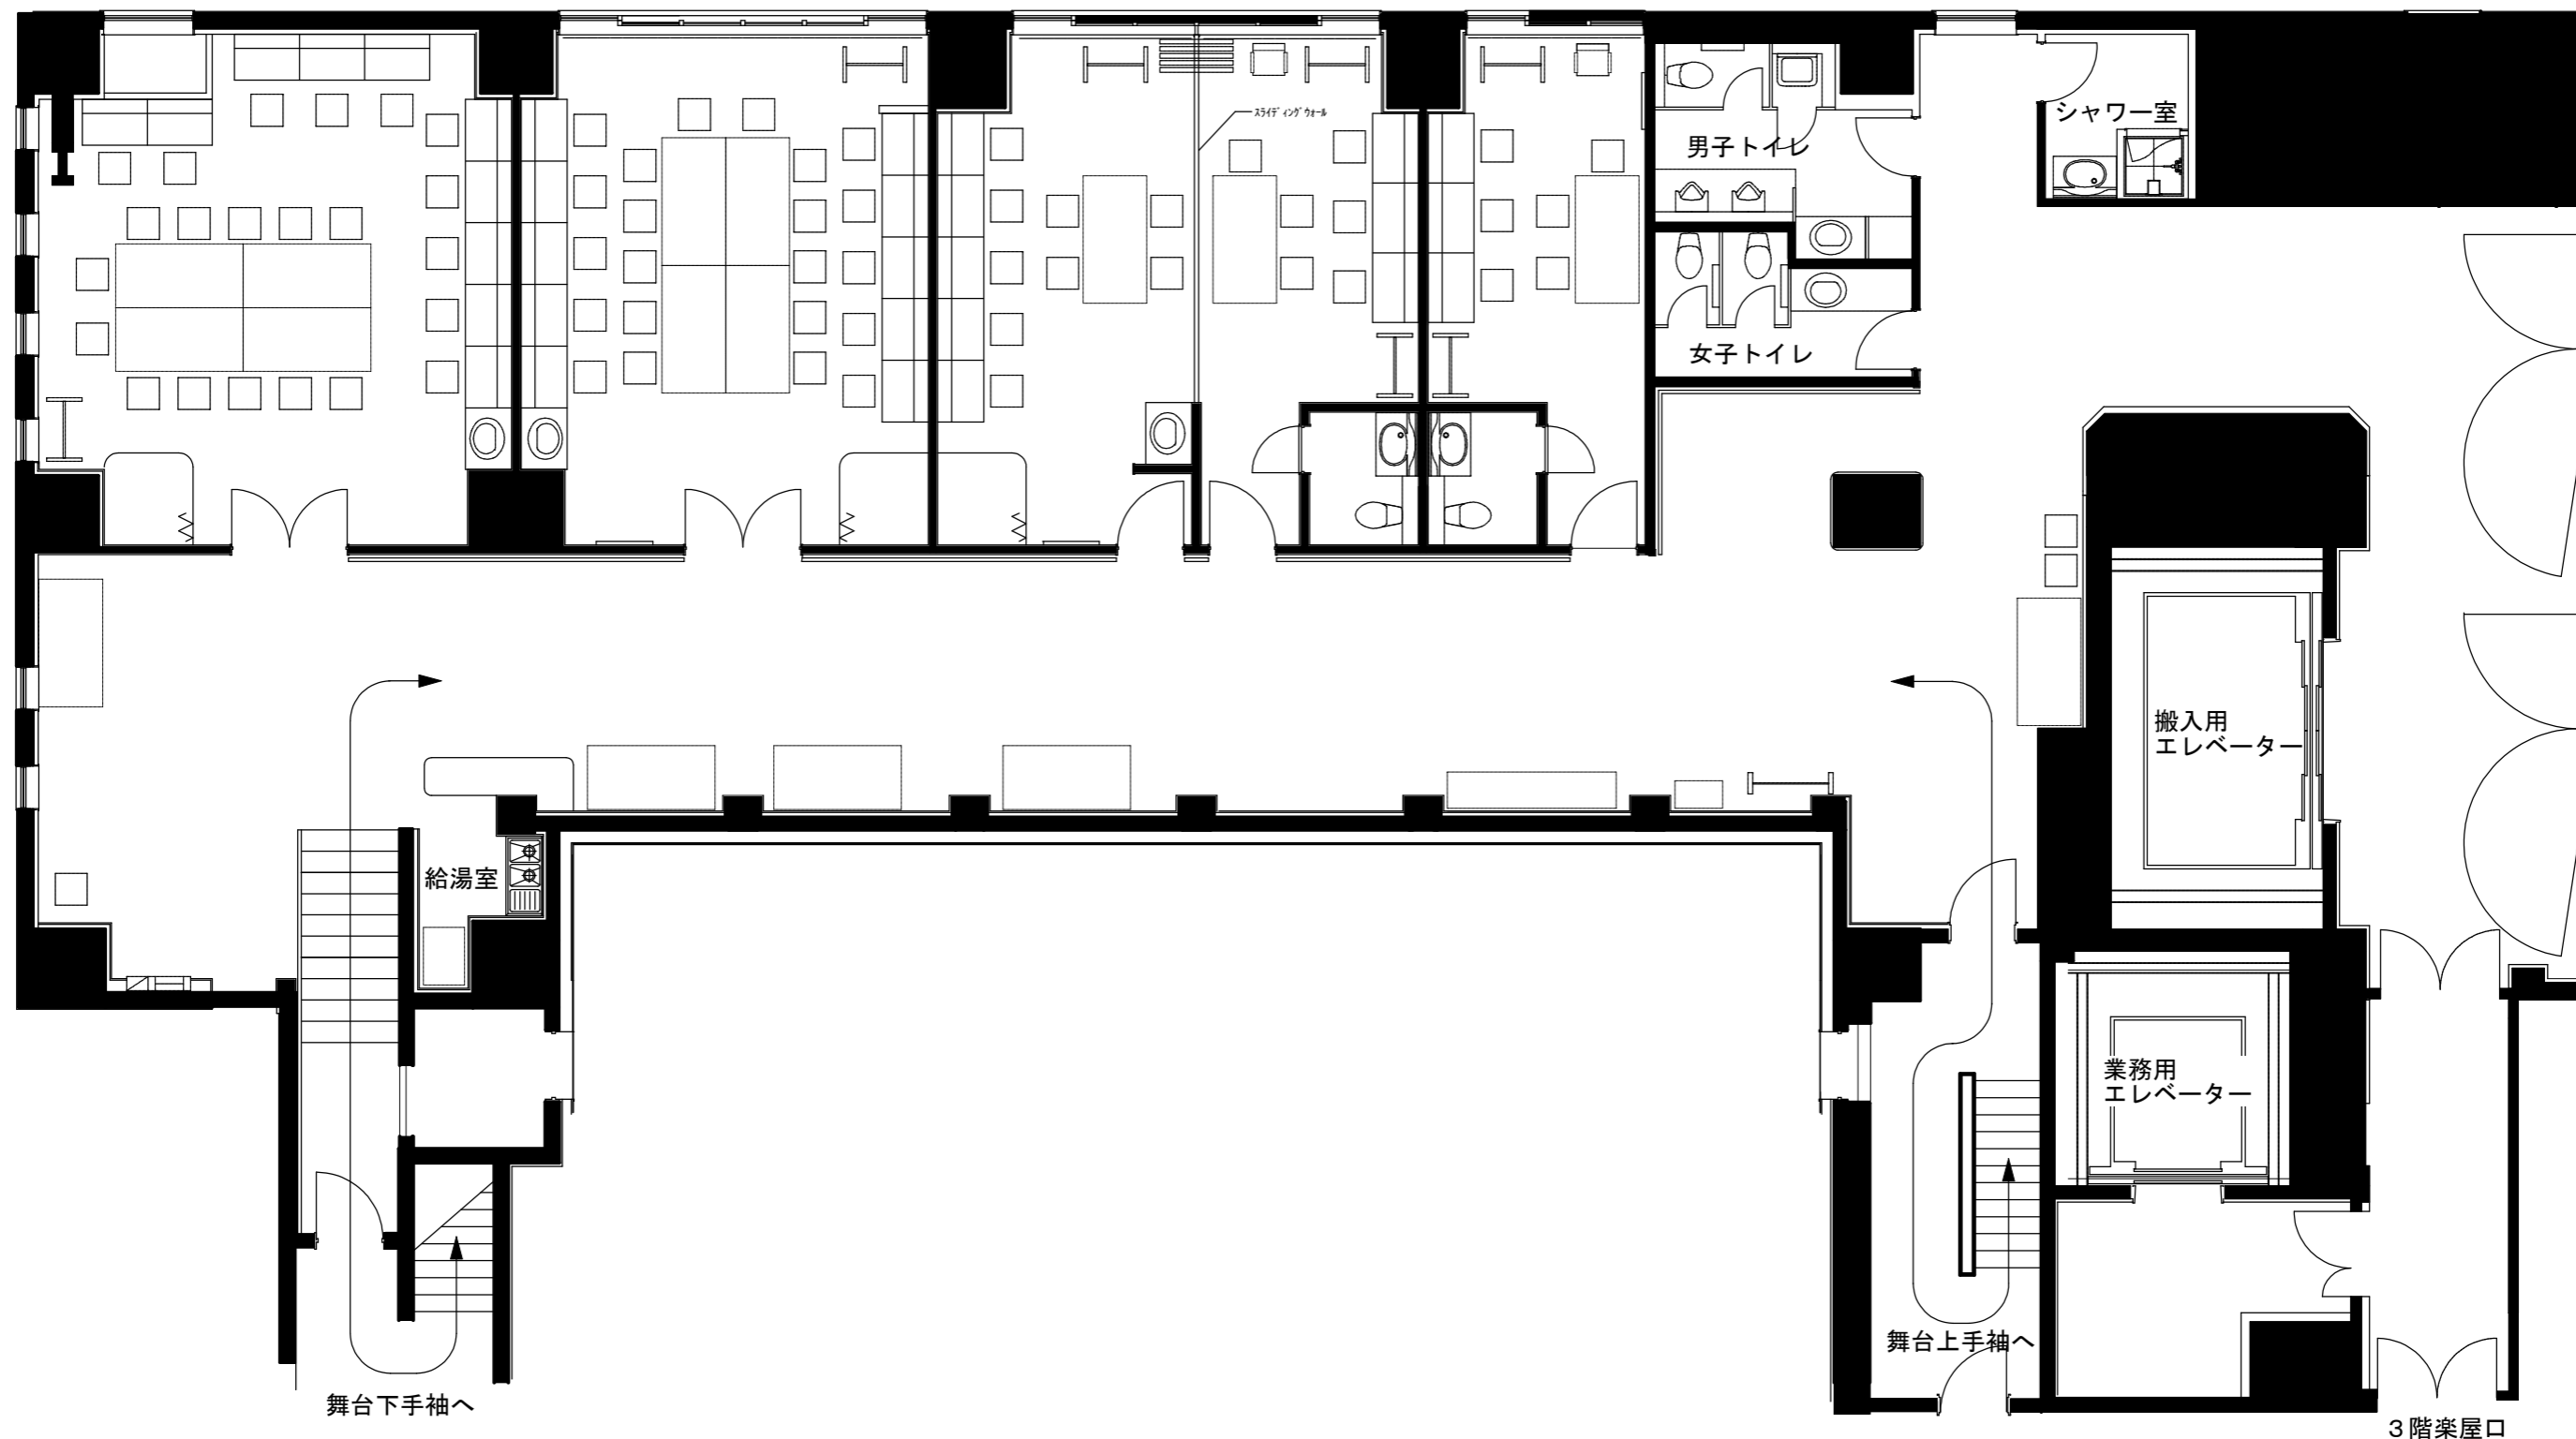 シャワー室
スライディングウォール
男子トイレ
女子トイレ
搬入用
エレベーター
給湯室
業務用
エレベーター
舞台上手袖へ
舞台下手袖へ
3階楽屋口